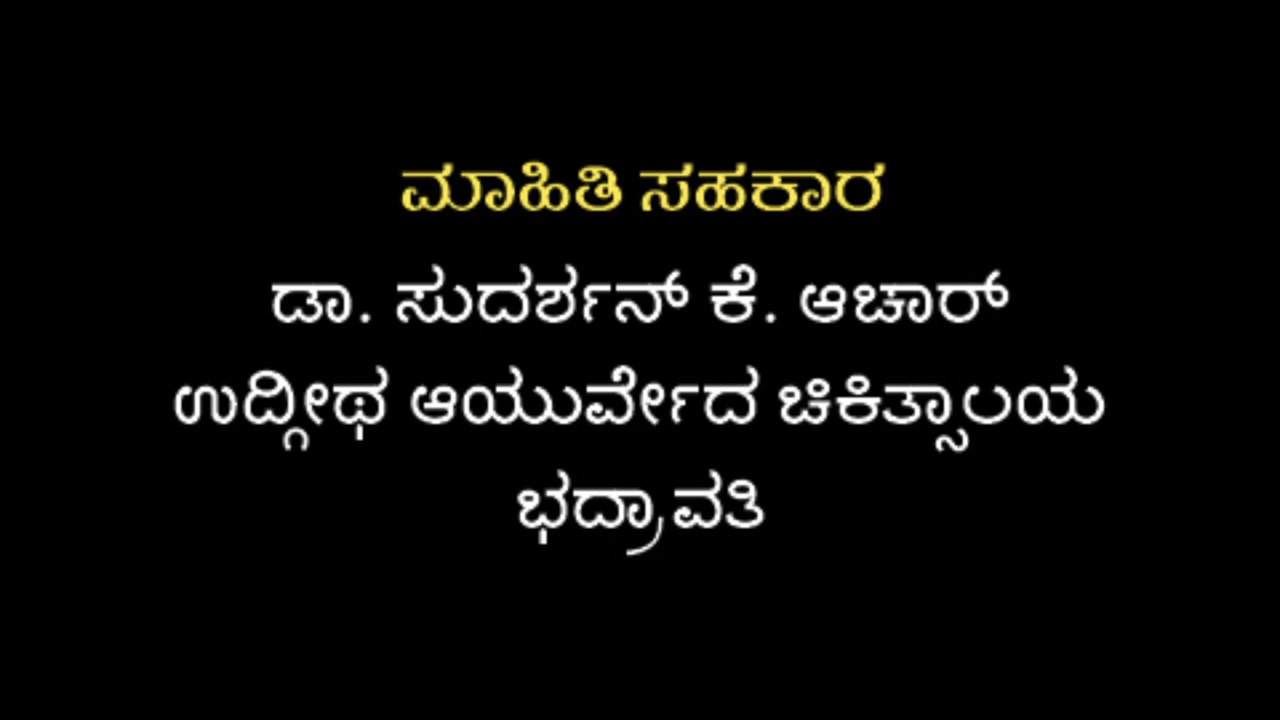 ಮಾಹಿತಿ ಸಹಕಾರ
ಡಾ. ಸುದರ್ಶನ್ ಕೆ. ಆಚಾರ್
ಉದ್ಗೀಥ ಆಯುರ್ವೇದ ಚಿಕಿತ್ಸಾಲಯ
ಭದ್ರಾವತಿ